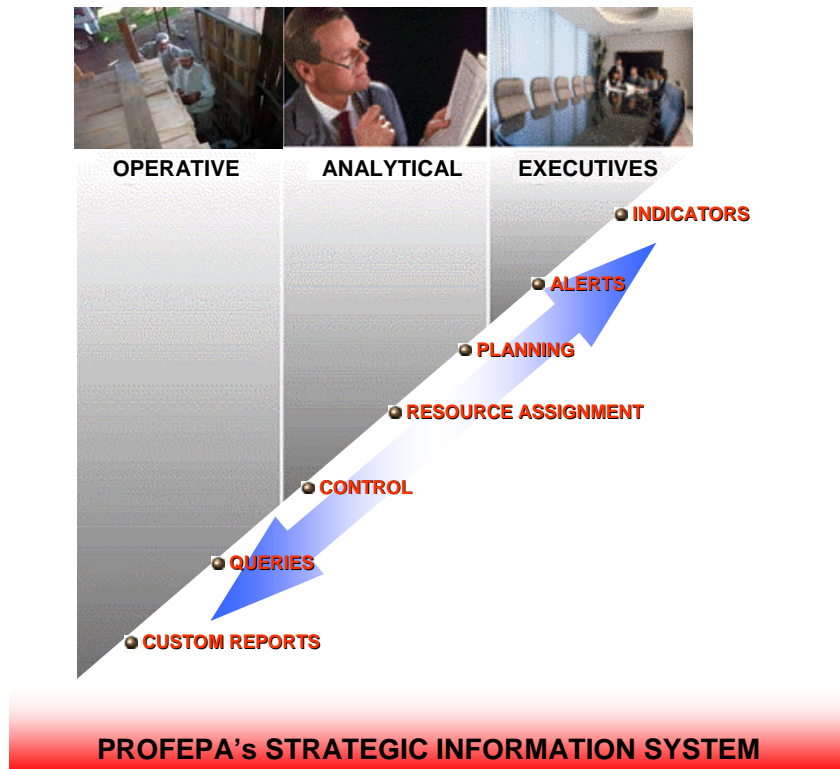 OPERATIVE
ANALYTICAL
EXECUTIVES
INDICATORS
ALERTS
PLANNING
RESOURCE ASSIGNMENT
CONTROL
QUERIES
CUSTOM REPORTS
PROFEPA's STRATEGIC INFORMATION SYSTEM